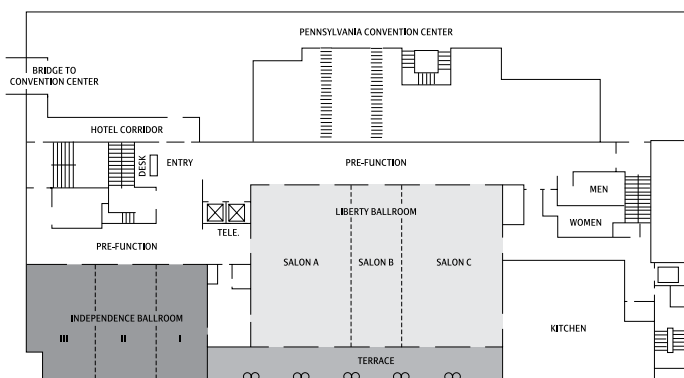 PENNSYLVANIA CONVENTION CENTER
BRIDGE TO
CONVENTION CENTER
HOTEL CORRIDOR
DESK
ENTRY
PRE-FUNCTION
MEN
LIBERTY BALLROOM
WOMEN
TELE.
PRE-FUNCTION
SALON A
SALON B
SALON C
INDEPENDENCE BALLROOM
III
II
I
KITCHEN
TERRACE